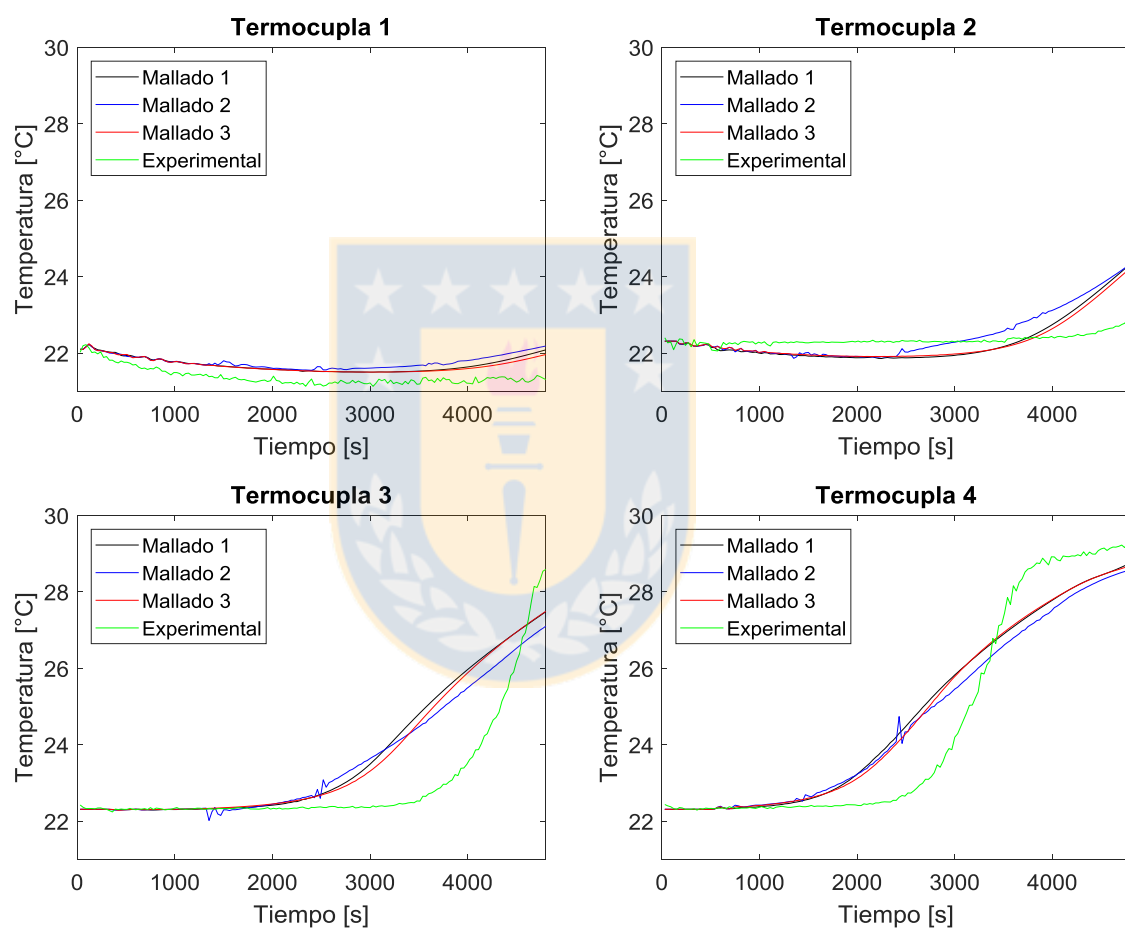 Termocupla 1
30
28
26
24
22
Temperatura [°C]
Mallado 1
Mallado 2
Mallado 3
Experimental
0 1000 2000 3000 4000
Tiempo [s]
Termocupla 2
30
28
26
24
22
Temperatura [°C]
Mallado 1
Mallado 2
Mallado 3
Experimental
0 1000 2000 3000 4000
Tiempo [s]
Termocupla 3
30
28
26
24
22
Temperatura [°C]
Mallado 1
Mallado 2
Mallado 3
Experimental
0 1000 2000 3000 4000
Tiempo [s]
Termocupla 4
30
28
26
24
22
Temperatura [°C]
Mallado 1
Mallado 2
Mallado 3
Experimental
0 1000 2000 3000 4000
Tiempo [s]